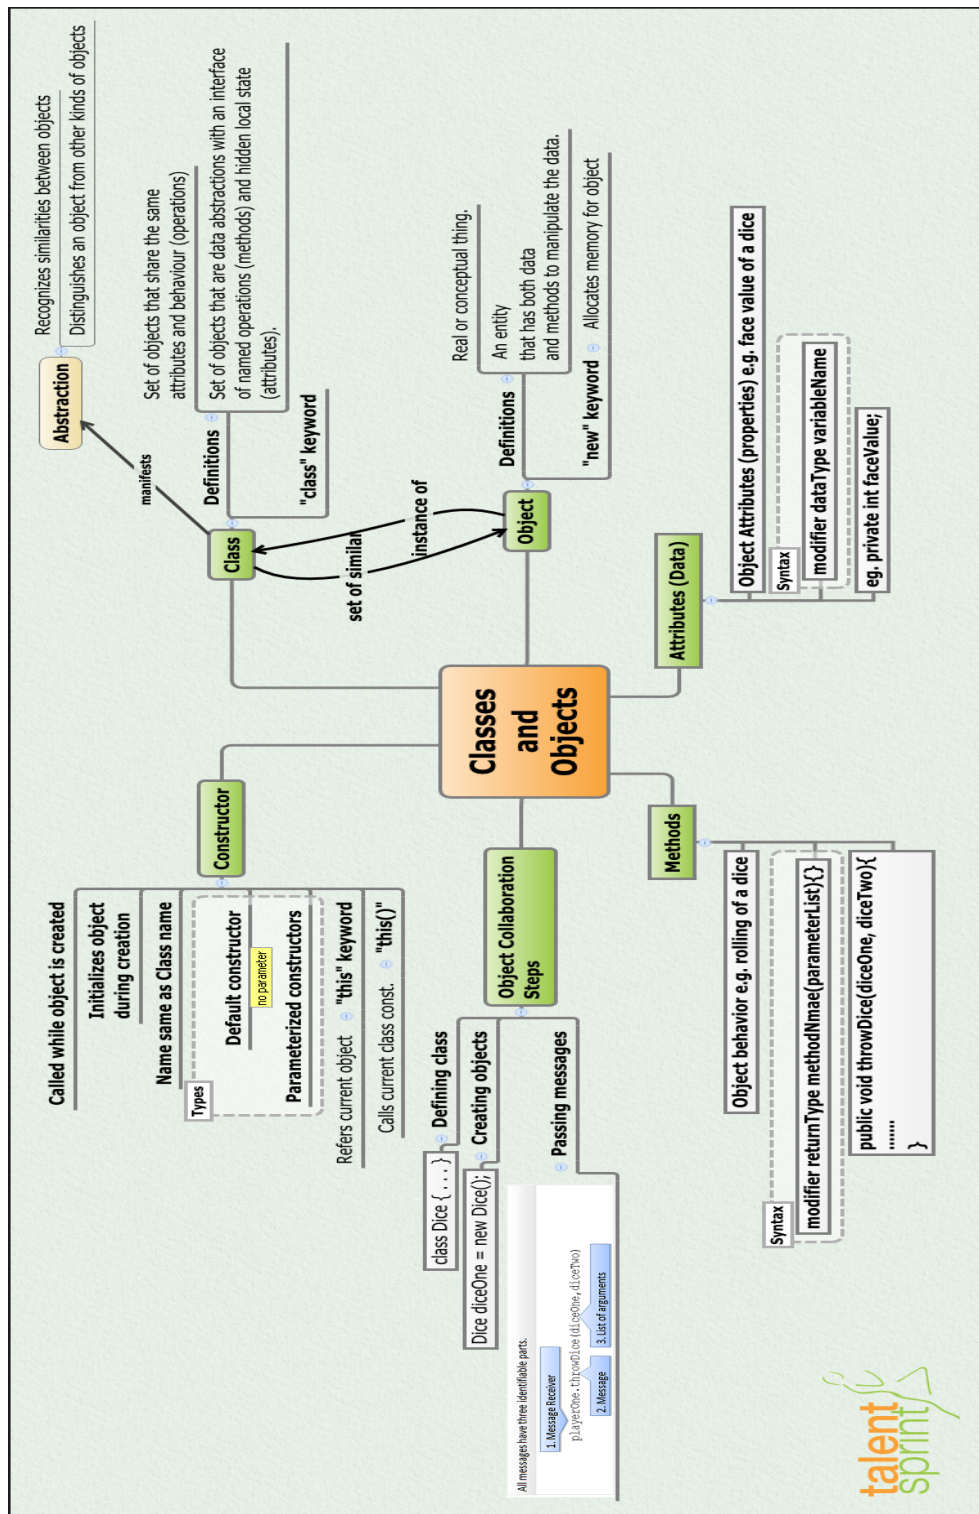 Classes
and
Objects
Constructor
Called while object is created
Initializes object
during creation
Name same as Class name
Types
Default constructor
no parameter
Parameterized constructors
Refers current object
"this" keyword
Calls current class const.
"this()"
Object Collaboration
Steps
Defining class
class Dice { . . . }
Creating objects
Dice diceOne = new Dice();
Passing messages
All messages have three identifiable parts.
1. Message Receiver
playerOne.throwDice(diceOne,diceTwo)
2. Message
3. List of arguments
Methods
Object behavior e.g. rolling of a dice
Syntax
modifier returnType methodNmae(parameterList){}
public void throwDice(diceOne, diceTwo){
.......
}
Abstraction
Recognizes similarities between objects
Distinguishes an object from other kinds of objects
manifests
Class
Definitions
Set of objects that share the same
attributes and behaviour (operations)
Set of objects that are data abstractions with an interface
of named operations (methods) and hidden local state
(attributes).
"class" keyword
set of similar
instance of
Object
Definitions
Real or conceptual thing.
An entity
that has both data
and methods to manipulate the data.
"new" keyword
Allocates memory for object
Attributes (Data)
Object Attributes (properties) e.g. face value of a dice
Syntax
modifier dataType variableName
eg. private int faceValue;
talent
sprint